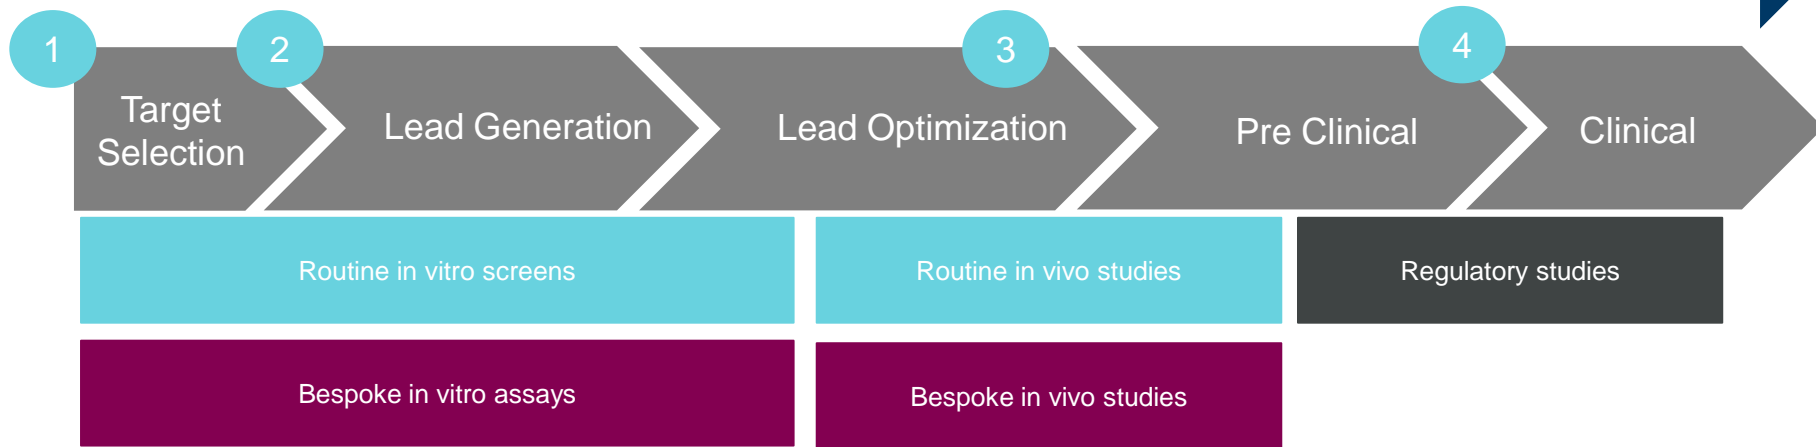 1
2
3
4
Target
Selection
Lead Generation
Lead Optimization
Pre Clinical
Clinical
Routine in vitro screens
Routine in vivo studies
Regulatory studies
Bespoke in vitro assays
Bespoke in vivo studies